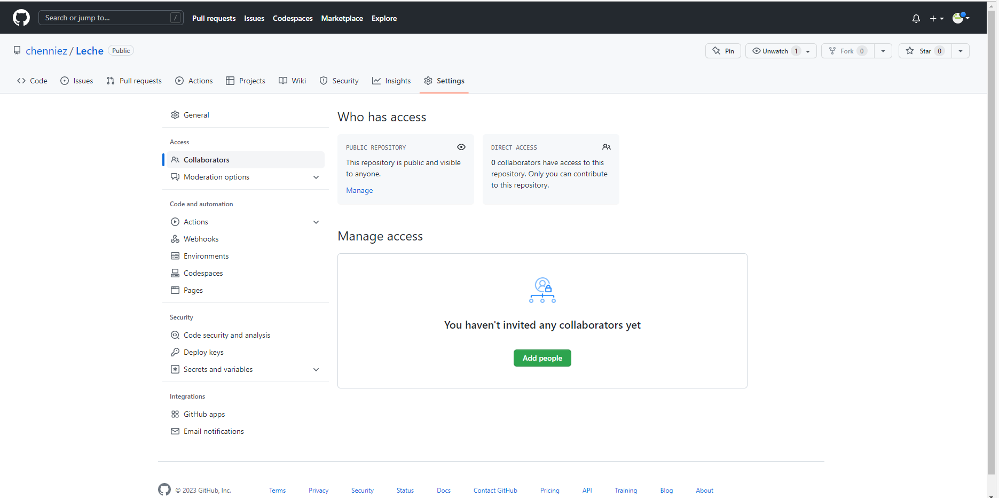 Search or jump to... / Pull requests Issues Codespaces Marketplace Explore
chenniez / Leche Public Pin Unwatch 1 Fork 0 Star 0
Code Issues Pull requests Actions Projects Wiki Security Insights Settings
General
Access
Collaborators
Moderation options
Code and automation
Actions
Webhooks
Environments
Codespaces
Pages
Security
Code security and analysis
Deploy keys
Secrets and variables
Integrations
GitHub apps
Email notifications
Who has access
PUBLIC REPOSITORY
This repository is public and visible
to anyone.
Manage
DIRECT ACCESS
0 collaborators have access to this
repository. Only you can contribute
to this repository.
Manage access
You haven't invited any collaborators yet
Add people
© 2023 GitHub, Inc. Terms Privacy Security Status Docs Contact GitHub Pricing API Training Blog About